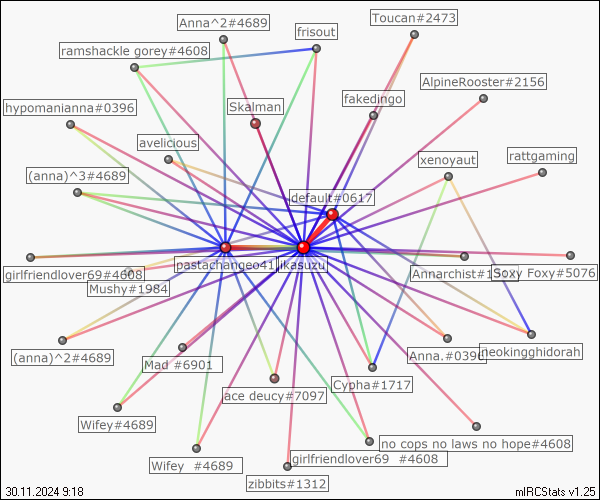 Toucan#2473
Anna^2#4689
frisout
ramshackle gorey#4608
AlpineRooster#2156
fakedingo
hypomanianna#0396
Skalman
avelicious
xenoyaut
rattgaming
(anna)^3#4689
default#0617
pastachangeo41
jikasuzu
girlfriendlover69#4608
Mushy#1984
Soxy Foxy#5076
(anna)^2#4689
Mad #6901
Anna.#0396
neokingghidorah
Cypha#1717
ace deucy#7097
Wifey#4689
no cops no laws no hope#4608
Wifey #4689
girlfriendlover69 #4608
zibbits#1312
30.11.2024 9:18
mIRCStats v1.25